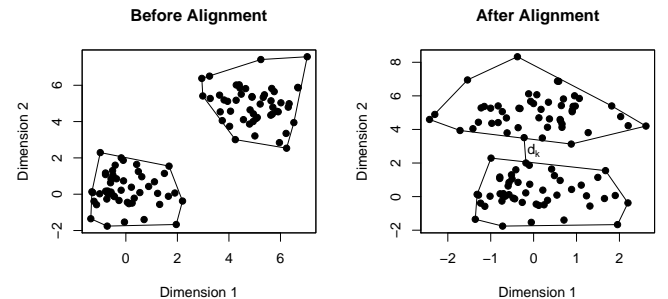 Before Alignment
Dimension 2
−2 0 2 4 6
0 2 4 6
Dimension 1
After Alignment
Dimension 2
−2 0 2 4 6 8
d_k
−2 −1 0 1 2
Dimension 1